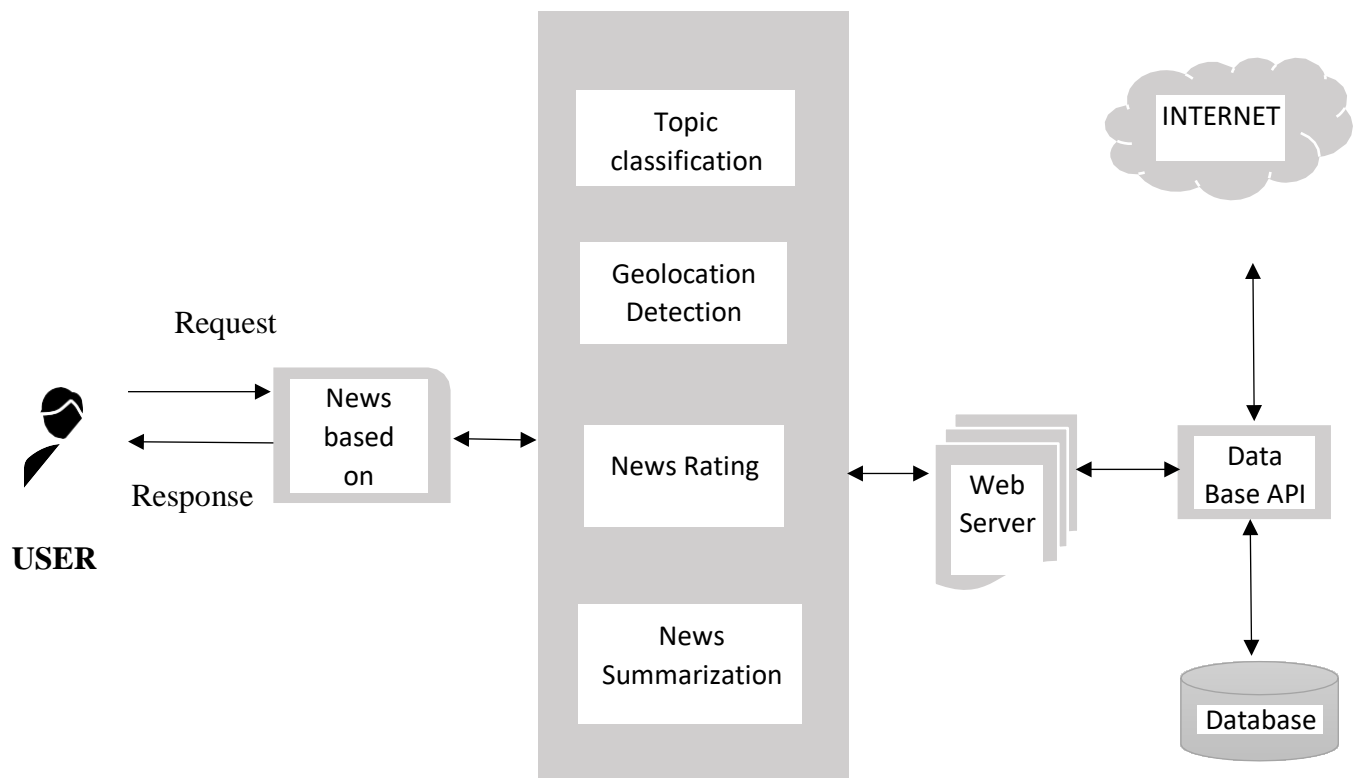 Request
Response
USER
News
based
on
Topic
classification
Geolocation
Detection
News Rating
News
Summarization
Web
Server
INTERNET
Data
Base API
Database